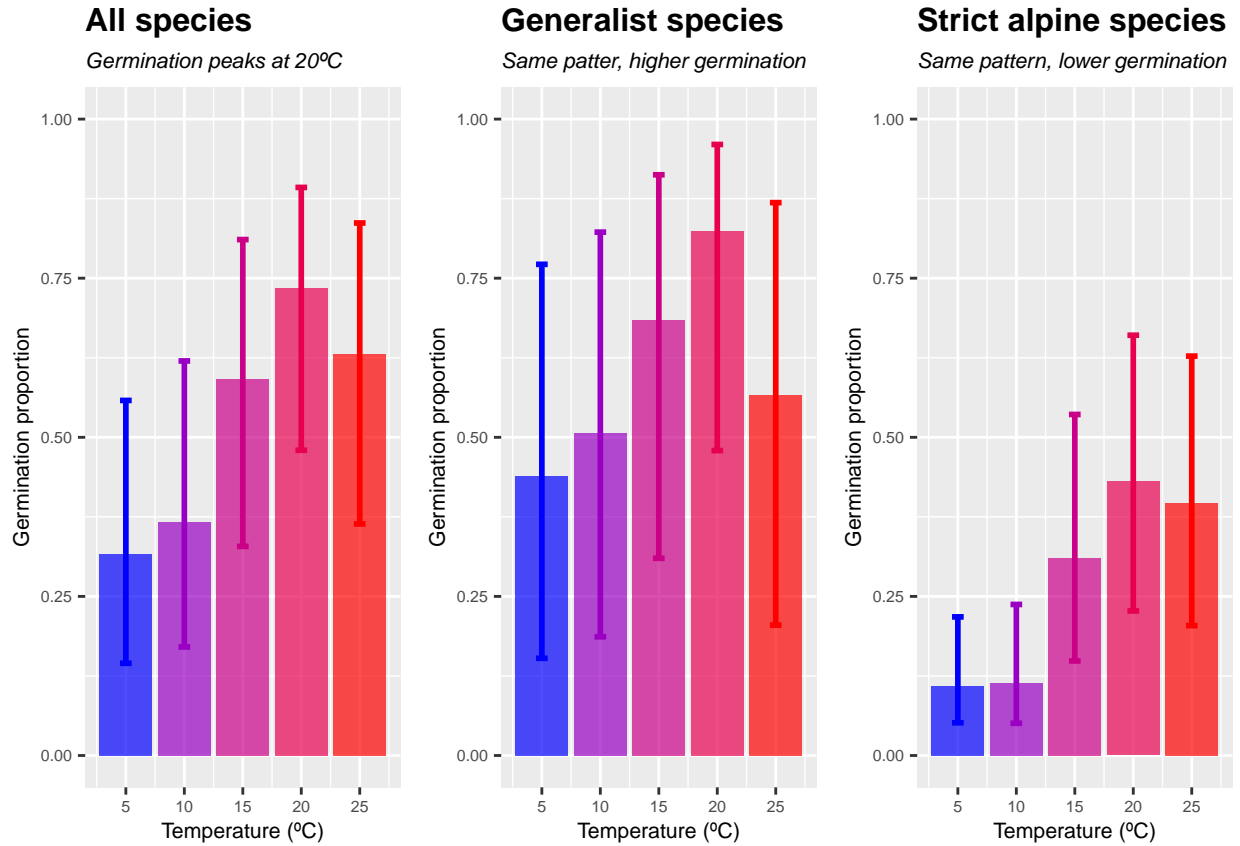 All species
Germination peaks at 20ºC
1.00
0.75
0.50
0.25
0.00
Germination proportion
5 10 15 20 25
Temperature (ºC)
Generalist species
Same patter, higher germination
1.00
0.75
0.50
0.25
0.00
Germination proportion
5 10 15 20 25
Temperature (ºC)
Strict alpine species
Same pattern, lower germination
1.00
0.75
0.50
0.25
0.00
Germination proportion
5 10 15 20 25
Temperature (ºC)